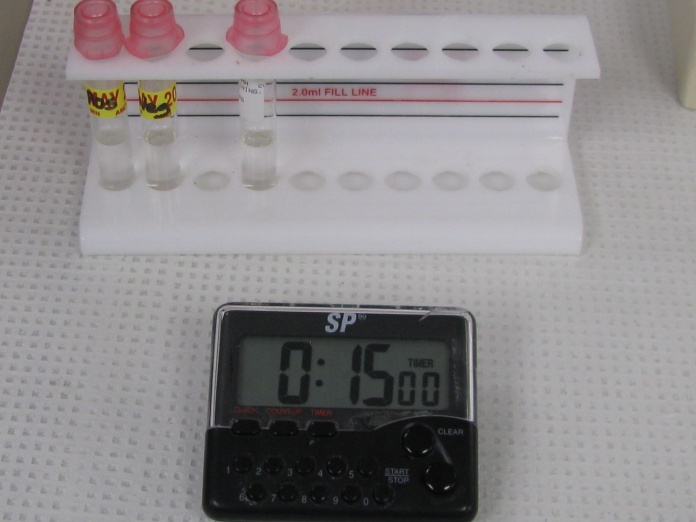 2.0ml FILL LINE
SP
TIMER
0:15 00
CLOCK COUNT-UP TIMER
CLEAR
1 2 3 4 5
START
STOP
6 7 8 9 0